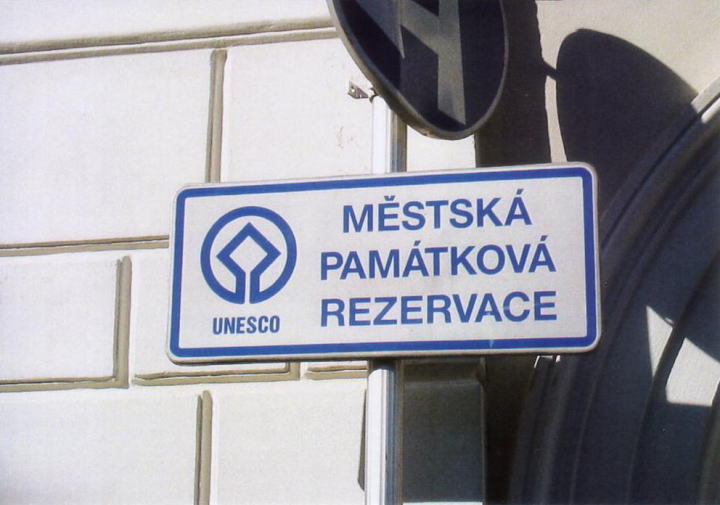 UNESCO
MĚSTSKÁ
PAMÁTKOVÁ
REZERVACE